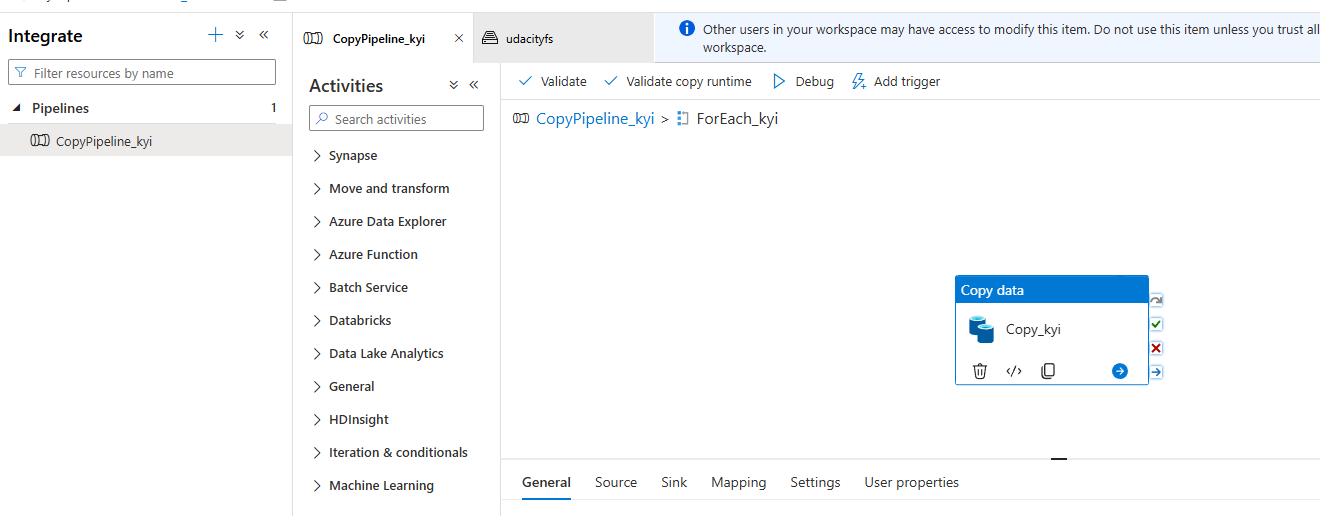 Integrate
Filter resources by name
Pipelines 1
CopyPipeline_kyi
CopyPipeline_kyi
udacityfs
Other users in your workspace may have access to modify this item. Do not use this item unless you trust all
workspace.
Activities
Search activities
Synapse
Move and transform
Azure Data Explorer
Azure Function
Batch Service
Databricks
Data Lake Analytics
General
HDInsight
Iteration & conditionals
Machine Learning
Validate Validate copy runtime Debug Add trigger
CopyPipeline_kyi > ForEach_kyi
Copy data
Copy_kyi
General Source Sink Mapping Settings User properties